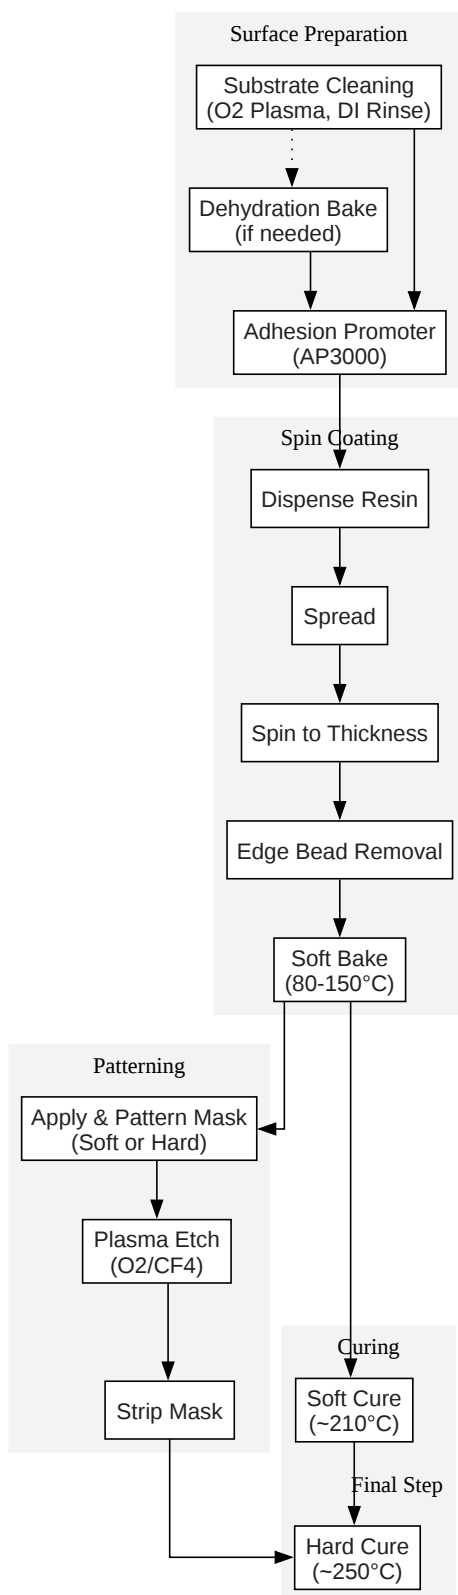 Surface Preparation
Substrate Cleaning
(O2 Plasma, DI Rinse)
Dehydration Bake
(if needed)
Adhesion Promoter
(AP3000)
Spin Coating
Dispense Resin
Spread
Spin to Thickness
Edge Bead Removal
Soft Bake
(80-150°C)
Patterning
Apply & Pattern Mask
(Soft or Hard)
Plasma Etch
(O2/CF4)
Strip Mask
Curing
Soft Cure
(~210°C)
Final Step
Hard Cure
(~250°C)